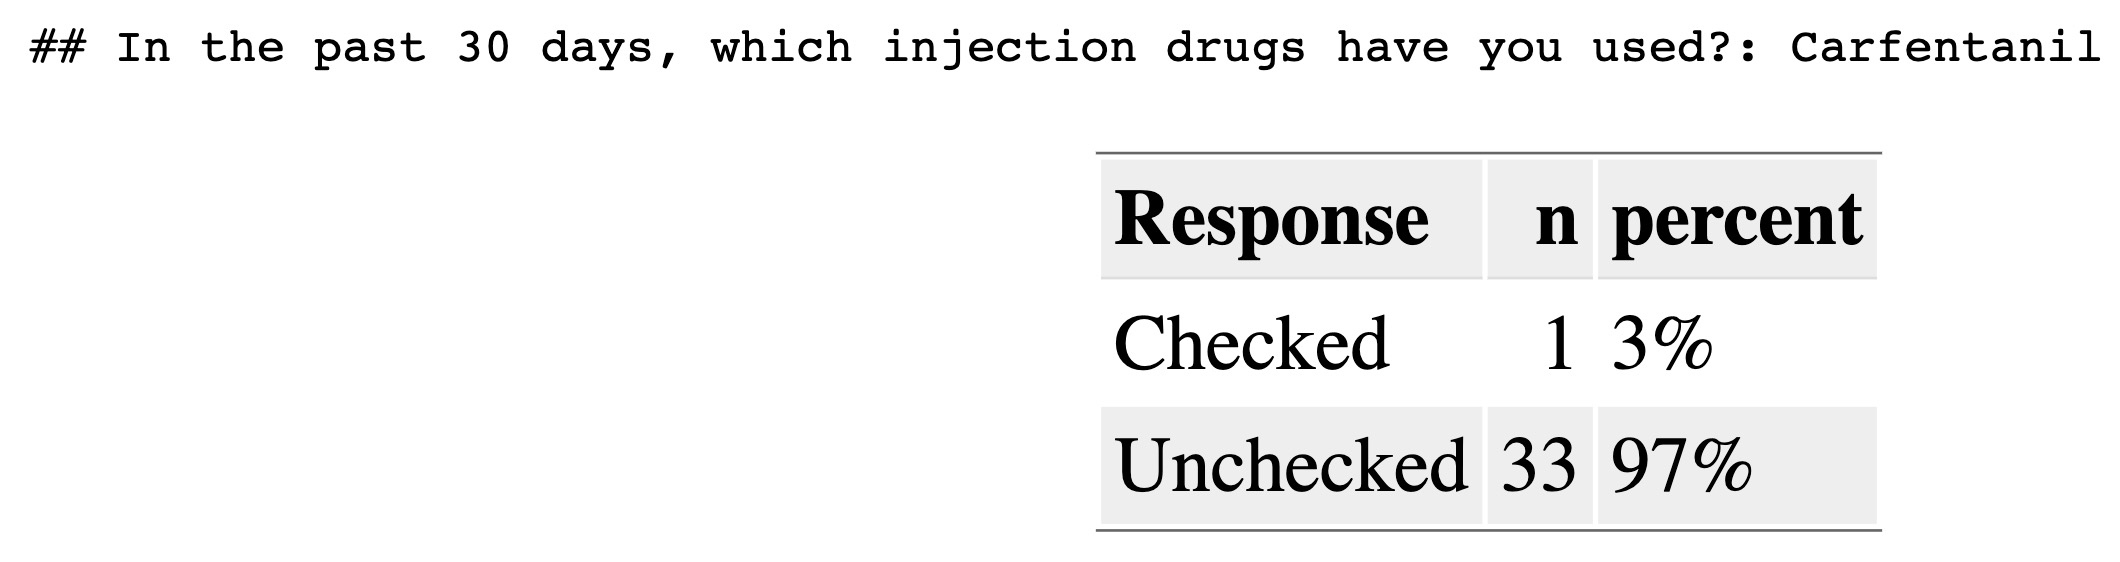 ## In the past 30 days, which injection drugs have you used?: Carfentanil
Response n percent
Checked 1 3%
Unchecked 33 97%